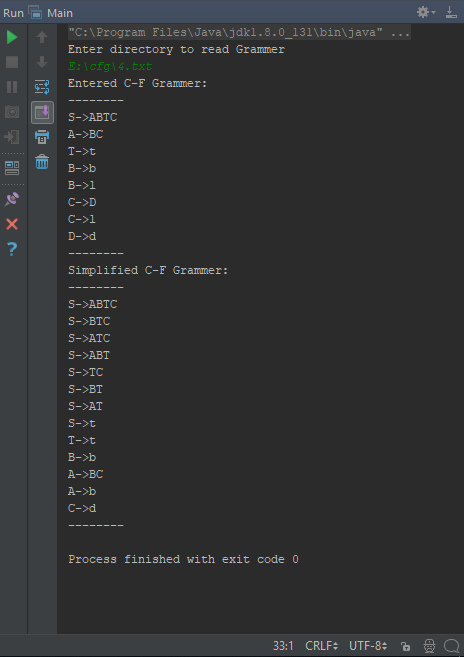 Run Main
"C:\Program Files\Java\jdk1.8.0_131\bin\java" ...
Enter directory to read Grammer
E:\cfg\4.txt
Entered C-F Grammer:
--------
S->ABTC
A->BC
T->t
B->b
B->l
C->D
C->l
D->d
--------
Simplified C-F Grammer:
--------
S->ABTC
S->BTC
S->ATC
S->ABT
S->TC
S->BT
S->AT
S->t
T->t
B->b
A->BC
A->b
C->d
--------
Process finished with exit code 0
33:1 CRLF UTF-8